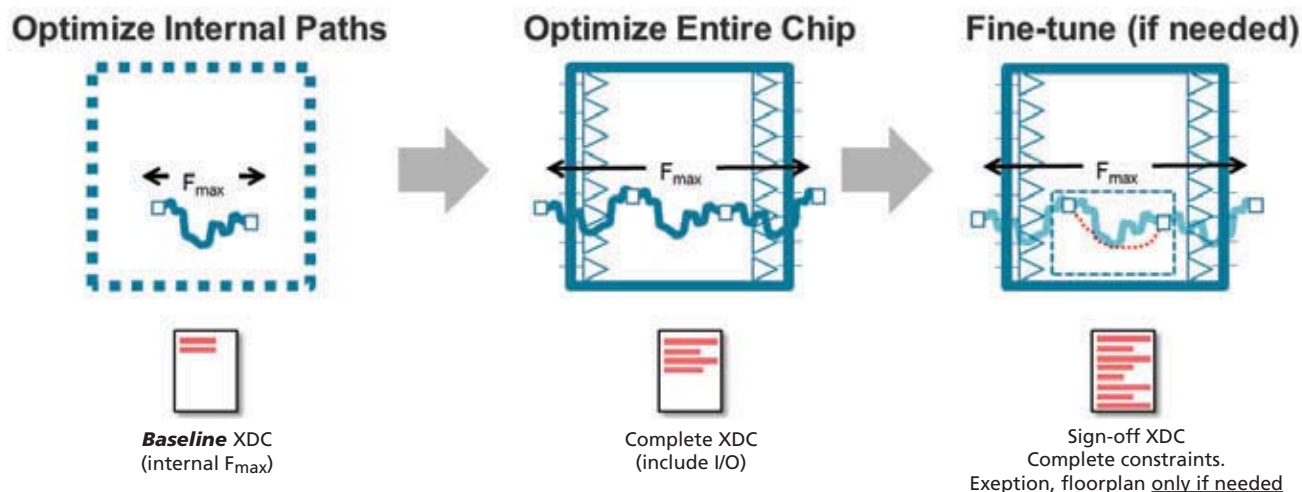 Optimize Internal Paths
Optimize Entire Chip
Fine-tune (if needed)
Fmax
Fmax
Fmax
Baseline XDC
(internal Fmax)
Complete XDC
(include I/O)
Sign-off XDC
Complete constraints.
Exeption, floorplan only if needed